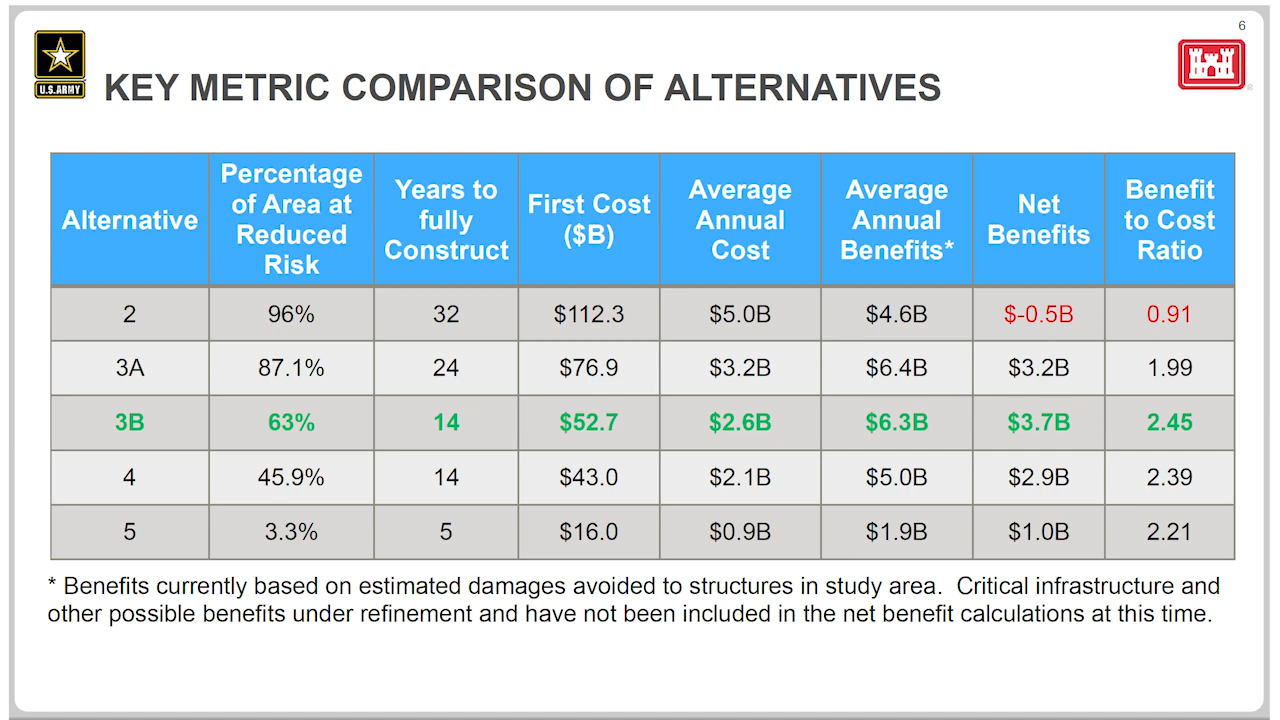 6
U.S.ARMY
KEY METRIC COMPARISON OF ALTERNATIVES
®
Alternative
Percentage
of Area at
Reduced
Risk
Years to
fully
Construct
First Cost
($B)
Average
Annual
Cost
Average
Annual
Benefits*
Net
Benefits
Benefit
to Cost
Ratio
2 96% 32 $112.3 $5.0B $4.6B $-0.5B 0.91
3A 87.1% 24 $76.9 $3.2B $6.4B $3.2B 1.99
3B 63% 14 $52.7 $2.6B $6.3B $3.7B 2.45
4 45.9% 14 $43.0 $2.1B $5.0B $2.9B 2.39
5 3.3% 5 $16.0 $0.9B $1.9B $1.0B 2.21
* Benefits currently based on estimated damages avoided to structures in study area.  Critical infrastructure and
other possible benefits under refinement and have not been included in the net benefit calculations at this time.